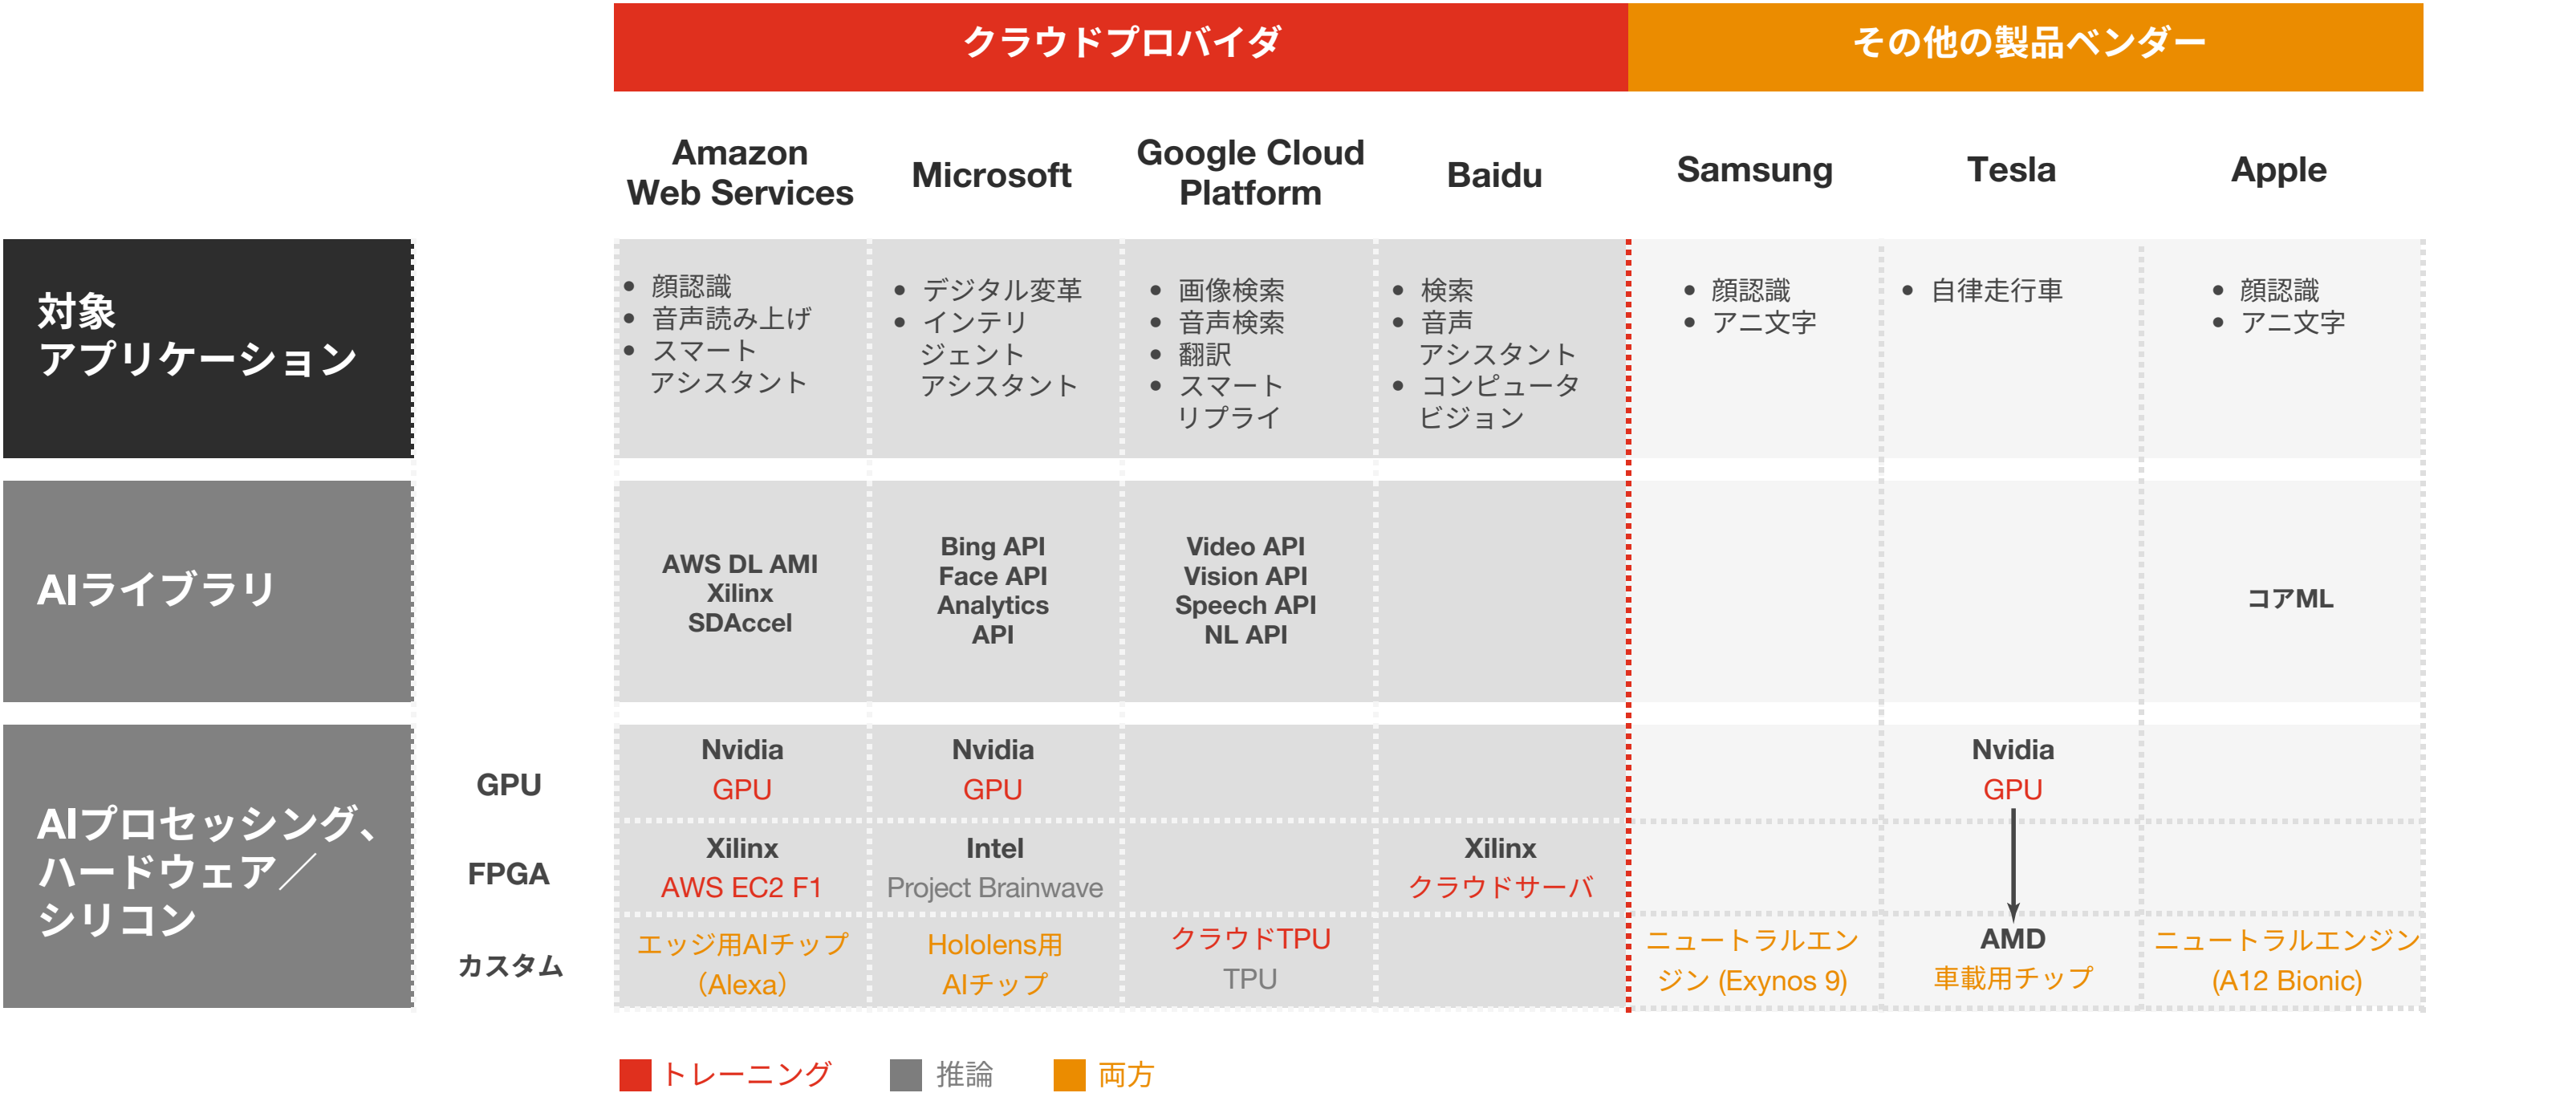 クラウドプロバイダ
その他の製品ベンダー
Amazon
Web Services
Microsoft
Google Cloud
Platform
Baidu
Samsung
Tesla
Apple
対象
アプリケーション
• 顔認識
• 音声読み上げ
• スマート
アシスタント
• デジタル変革
• インテリ
ジェント
アシスタント
• 画像検索
• 音声検索
• 翻訳
• スマート
リプライ
• 検索
• 音声
アシスタント
• コンピュータ
ビジョン
• 顔認識
• アニ文字
• 自律走行車
• 顔認識
• アニ文字
AIライブラリ
AWS DL AMI
Xilinx
SDAccel
Bing API
Face API
Analytics
API
Video API
Vision API
Speech API
NL API
コアML
AIプロセッシング、
ハードウェア／
シリコン
GPU
Nvidia
GPU
Nvidia
GPU
Nvidia
GPU
FPGA
Xilinx
AWS EC2 F1
Intel
Project Brainwave
Xilinx
クラウドサーバ
カスタム
エッジ用AIチップ
（Alexa）
Hololens用
AIチップ
クラウドTPU
TPU
ニュートラルエン
ジン (Exynos 9)
AMD
車載用チップ
ニュートラルエンジン
(A12 Bionic)
トレーニング
推論
両方